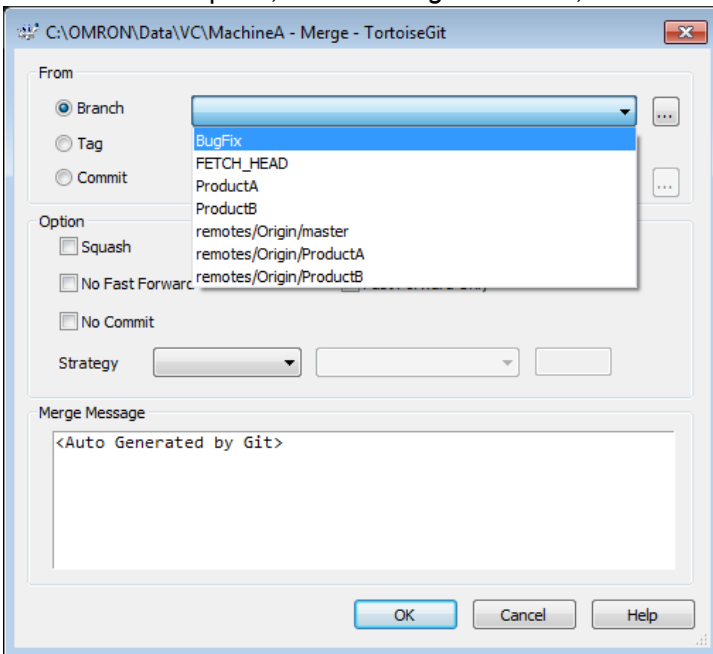 C:\OMRON\Data\VC\MachineA - Merge - TortoiseGit
From
Branch
...
Tag
BugFix
FETCH_HEAD
Commit
...
ProductA
ProductB
remotes/Origin/master
remotes/Origin/ProductA
remotes/Origin/ProductB
Option
Squash
No Fast Forward
No Commit
Strategy
Merge Message
<Auto Generated by Git>
OK Cancel Help